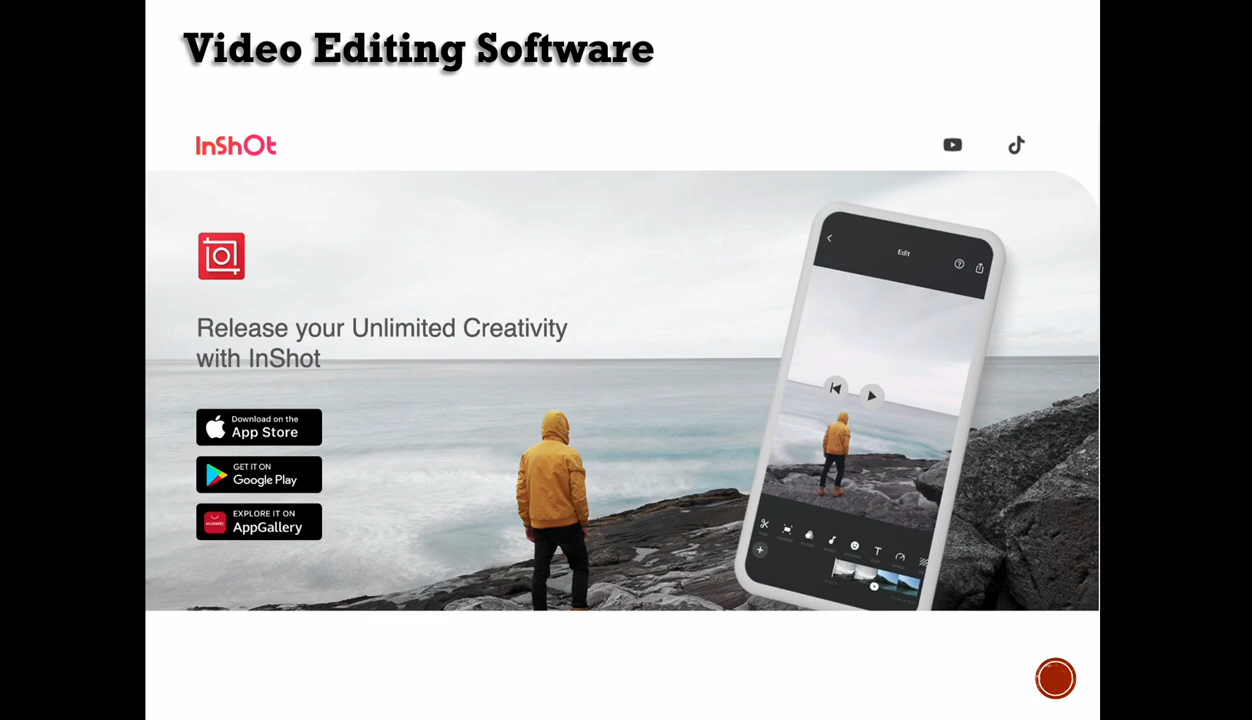 Video Editing Software
InShOt
Release your Unlimited Creativity
with InShot
Download on the
App Store
GET IT ON
Google Play
EXPLORE IT ON
AppGallery
HUAWEI
Edit